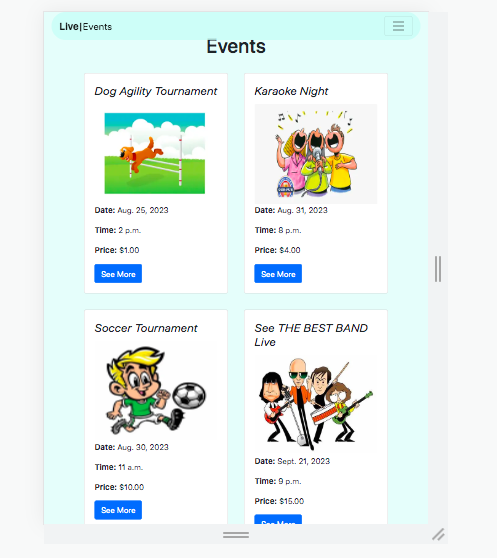 Live|Events
Events
Dog Agility Tournament
Date: Aug. 25, 2023
Time: 2 p.m.
Price: $1.00
See More
Karaoke Night
Date: Aug. 31, 2023
Time: 8 p.m.
Price: $4.00
See More
Soccer Tournament
Date: Aug. 30, 2023
Time: 11 a.m.
Price: $10.00
See More
See THE BEST BAND
Live
Date: Sept. 21, 2023
Time: 9 p.m.
Price: $15.00
See More